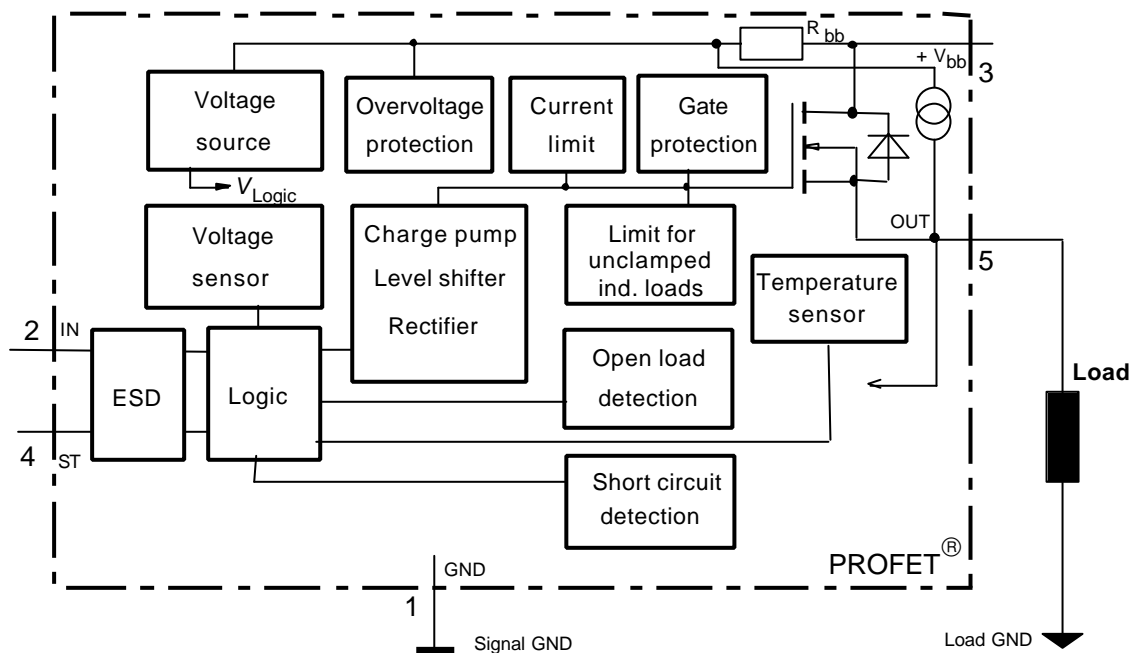 R bb
+ Vbb
3
Voltage
source
Overvoltage
protection
Current
limit
Gate
protection
VLogic
Voltage
sensor
Charge pump
Level shifter
Rectifier
Limit for
unclamped
ind. loads
OUT
5
Temperature
sensor
2 IN
ESD
Logic
Open load
detection
Load
4 ST
Short circuit
detection
PROFET®
GND
1
Signal GND
Load GND